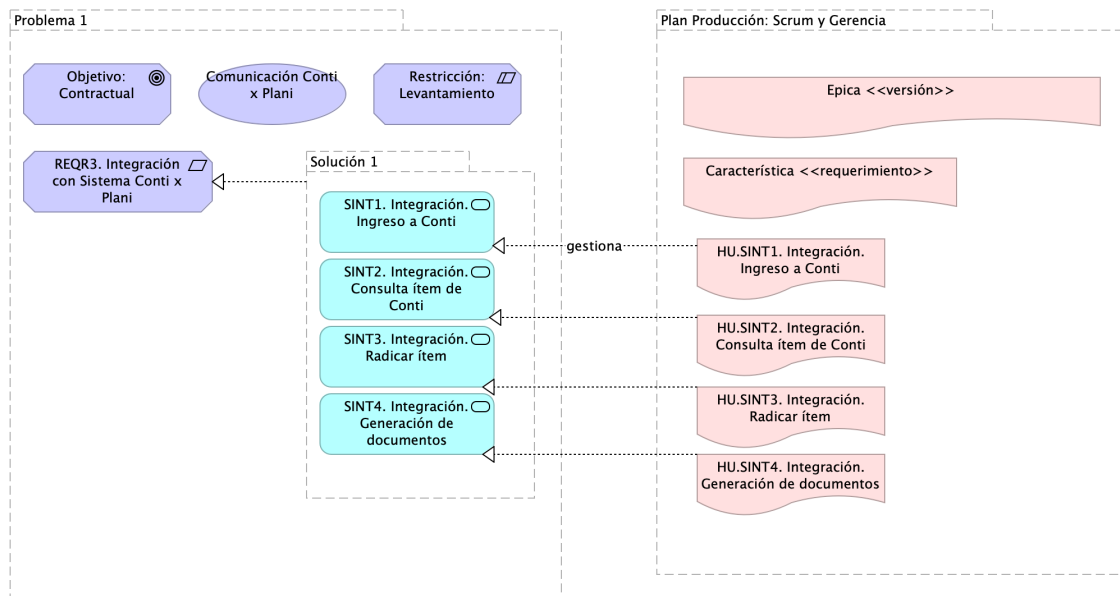 Problema 1
Objetivo:
Contractual
Comunicación Conti
x Plani
Restricción:
Levantamiento
REQR3. Integración
con Sistema Conti x
Plani
Solución 1
SINT1. Integración.
Ingreso a Conti
SINT2. Integración.
Consulta ítem de
Conti
SINT3. Integración.
Radicar ítem
SINT4. Integración.
Generación de
documentos
gestiona
Plan Producción: Scrum y Gerencia
Epica <<versión>>
Característica <<requerimiento>>
HU.SINT1. Integración.
Ingreso a Conti
HU.SINT2. Integración.
Consulta ítem de Conti
HU.SINT3. Integración.
Radicar ítem
HU.SINT4. Integración.
Generación de documentos